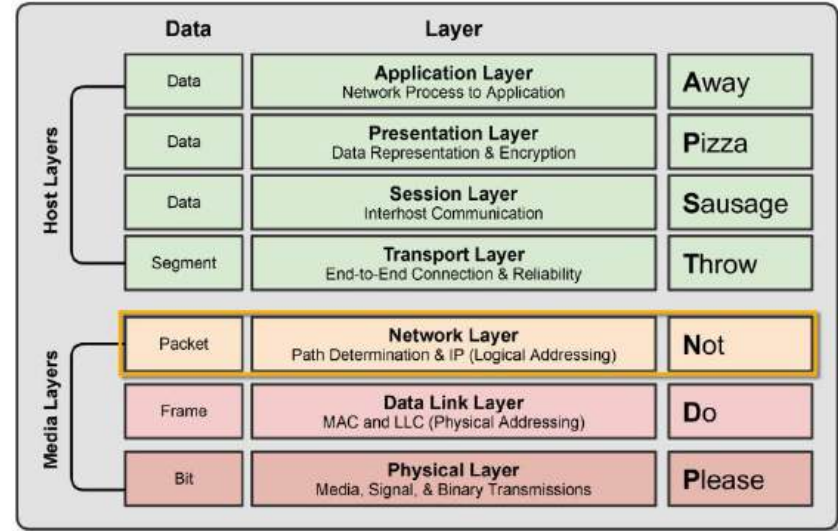 Data
Layer
Host Layers
Data
Application Layer
Network Process to Application
Away
Data
Presentation Layer
Data Representation & Encryption
Pizza
Data
Session Layer
Interhost Communication
Sausage
Segment
Transport Layer
End-to-End Connection & Reliability
Throw
Media Layers
Packet
Network Layer
Path Determination & IP (Logical Addressing)
Not
Frame
Data Link Layer
MAC and LLC (Physical Addressing)
Do
Bit
Physical Layer
Media, Signal, & Binary Transmissions
Please